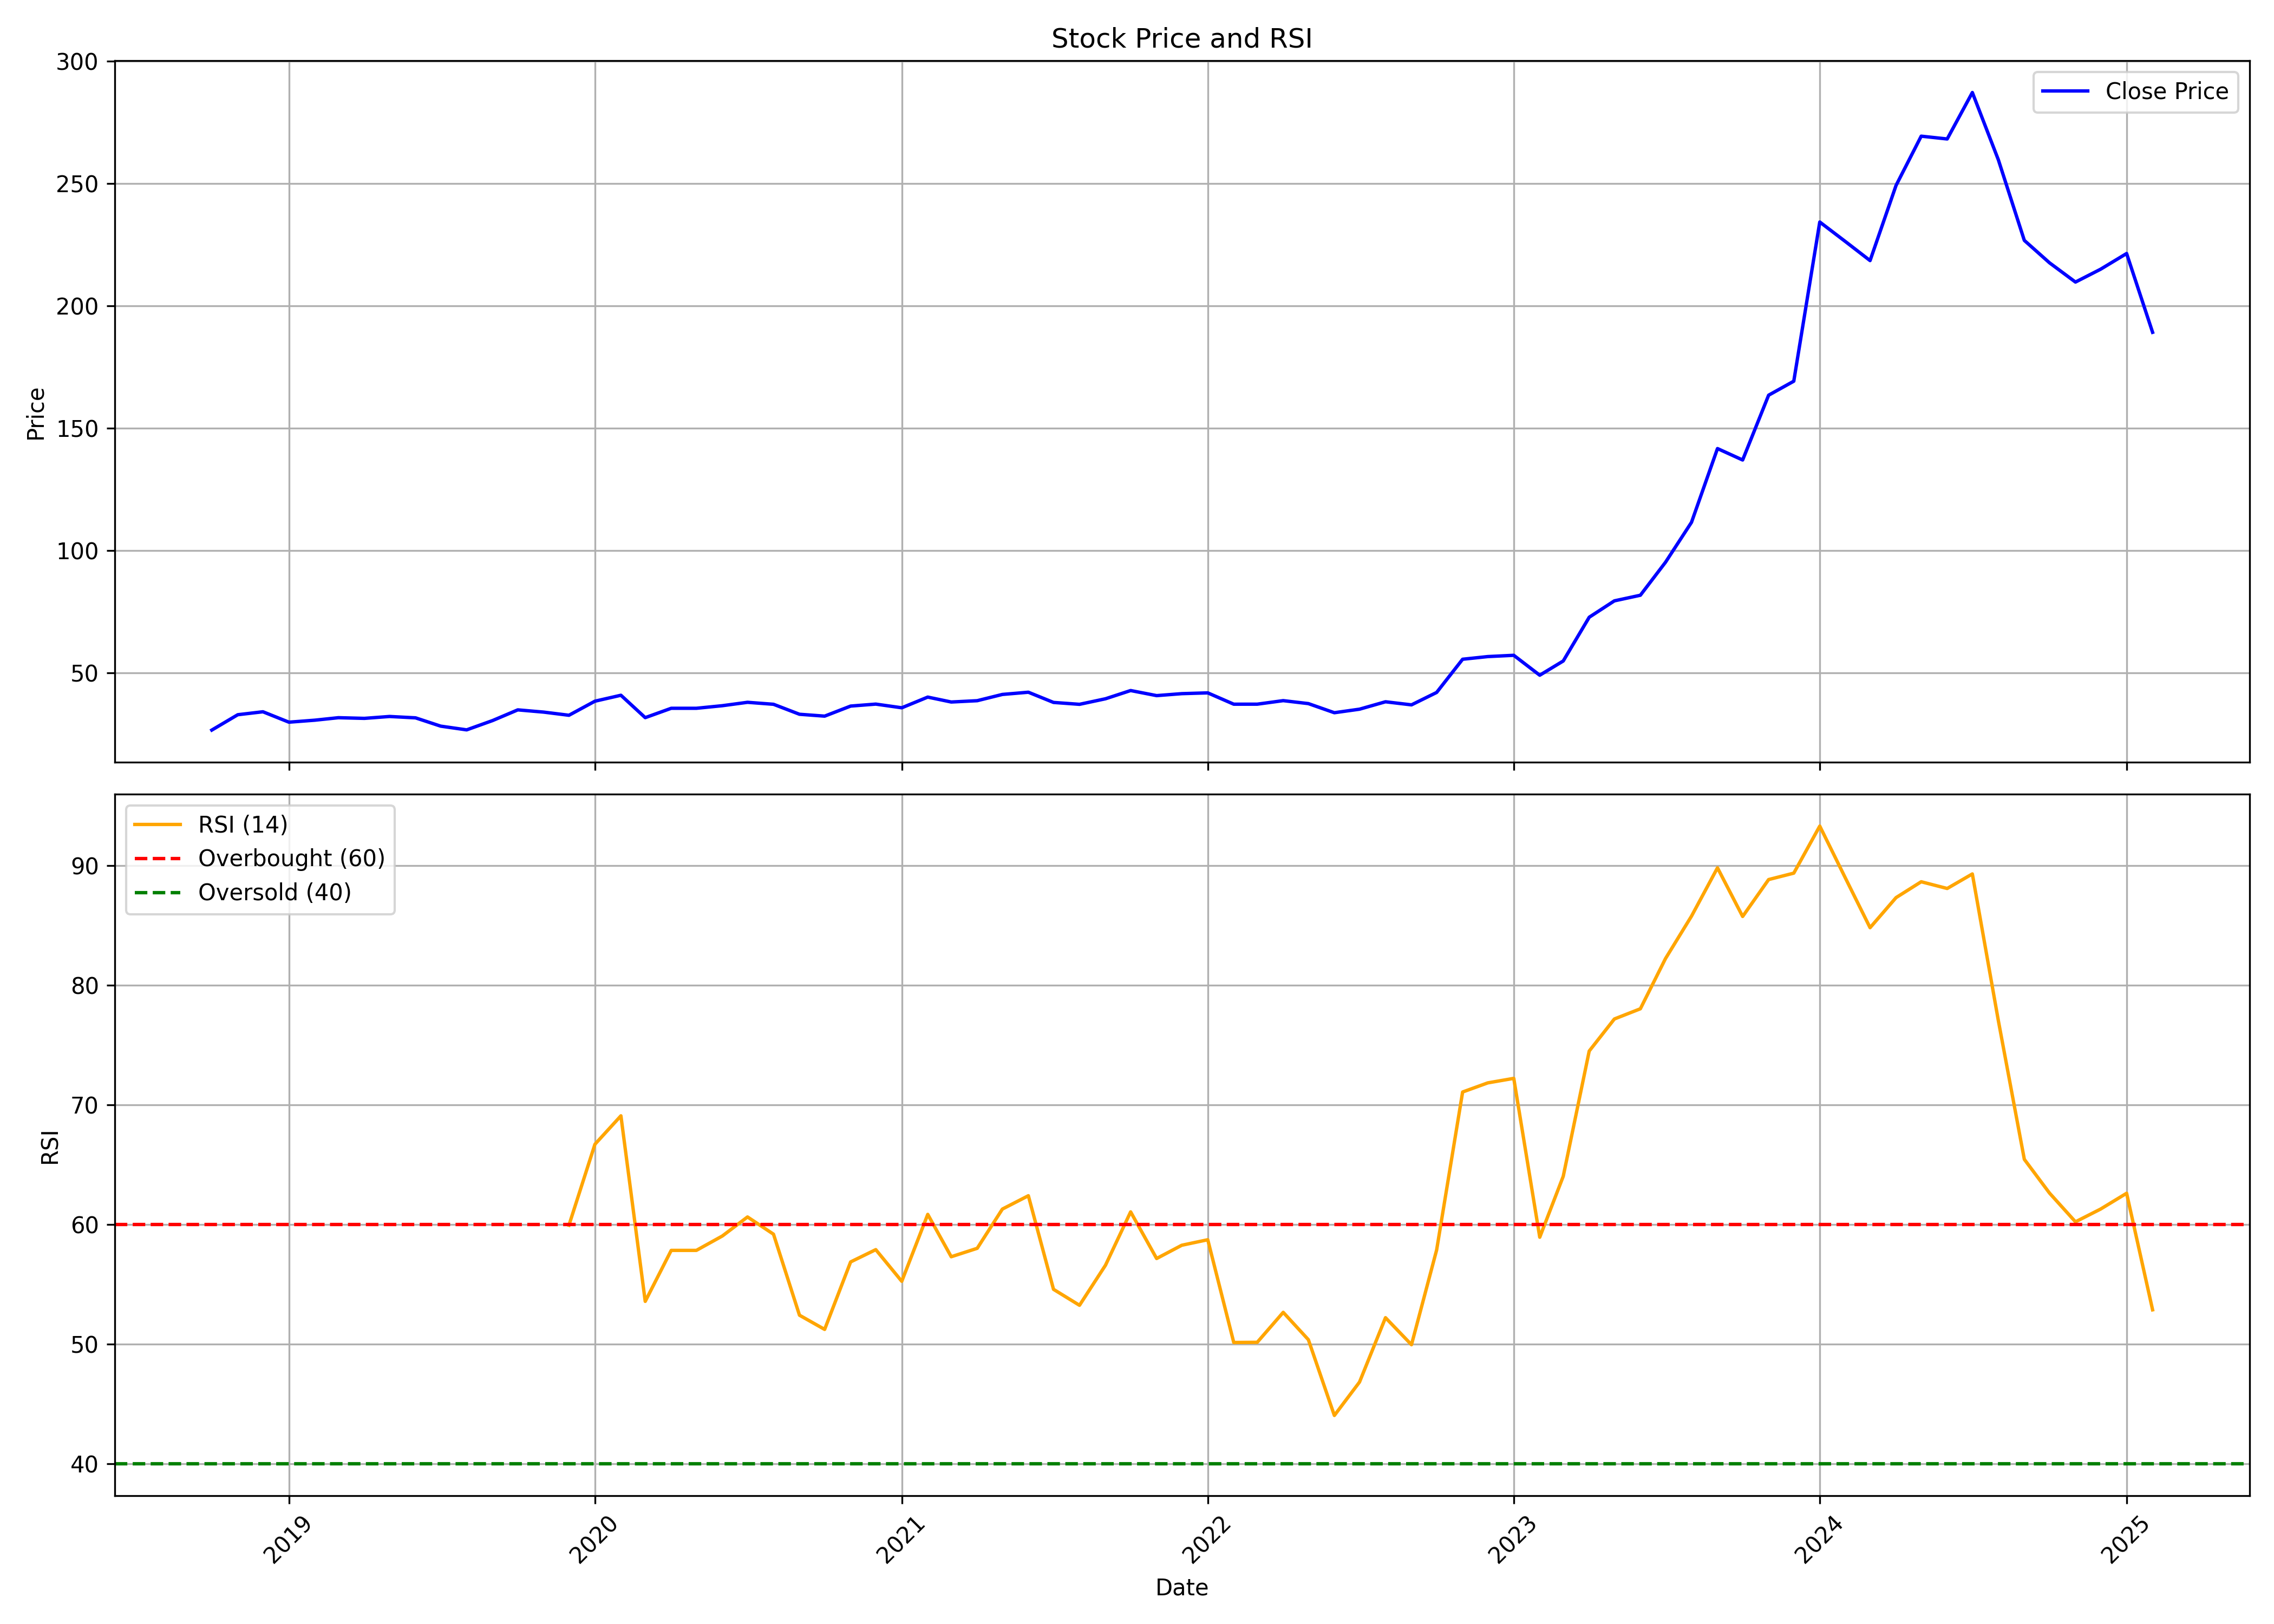 Stock Price and RSI
300
250
200
150
100
50
Price
Close Price
RSI (14)
Overbought (60)
Oversold (40)
90
80
70
60
50
40
RSI
2019
2020
2021
2022
2023
2024
2025
Date